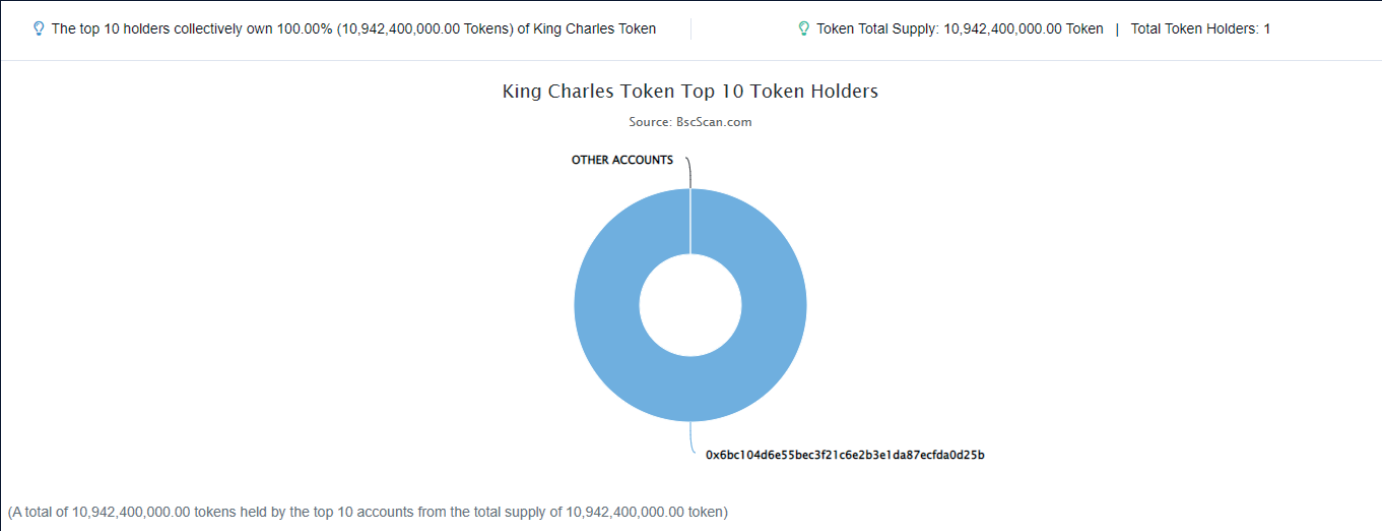 The top 10 holders collectively own 100.00% (10,942,400,000.00 Tokens) of King Charles Token
Token Total Supply: 10,942,400,000.00 Token | Total Token Holders: 1
King Charles Token Top 10 Token Holders
Source: BscScan.com
OTHER ACCOUNTS
0x6bc104d6e55bec3f21c6e2b3e1da87ecfda0d25b
(A total of 10,942,400,000.00 tokens held by the top 10 accounts from the total supply of 10,942,400,000.00 token)